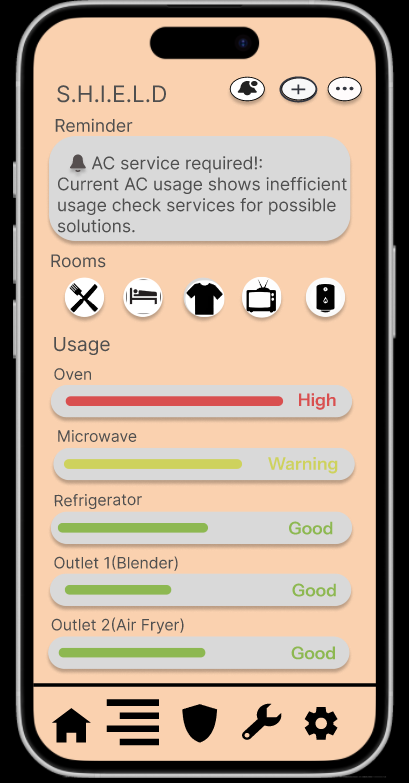 S.H.I.E.L.D
Reminder
AC service required!:
Current AC usage shows inefficient
usage check services for possible
solutions.
Rooms
Usage
Oven
High
Microwave
Warning
Refrigerator
Good
Outlet 1(Blender)
Good
Outlet 2(Air Fryer)
Good